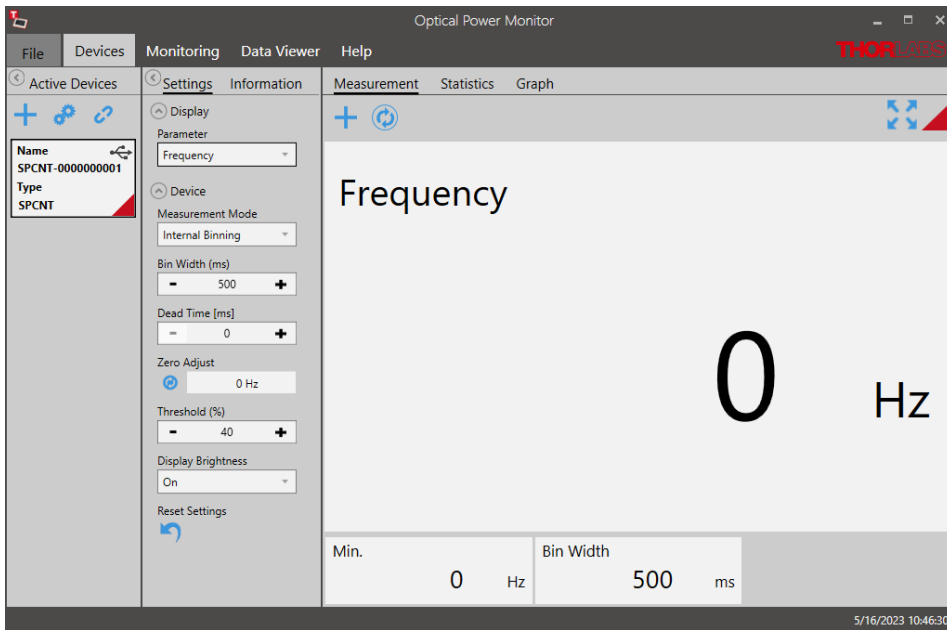 Optical Power Monitor
File Devices Monitoring Data Viewer Help
THORLABS
Active Devices
Settings Information
Measurement Statistics Graph
Name
SPCNT-0000000001
Type
SPCNT
Display
Parameter
Frequency
Device
Measurement Mode
Internal Binning
Bin Width (ms)
- 500 +
Dead Time [ms]
- 0 +
Zero Adjust
0 Hz
Threshold (%)
- 40 +
Display Brightness
On
Reset Settings
Frequency
0 Hz
Min.
0 Hz
Bin Width
500 ms
5/16/2023 10:46:30